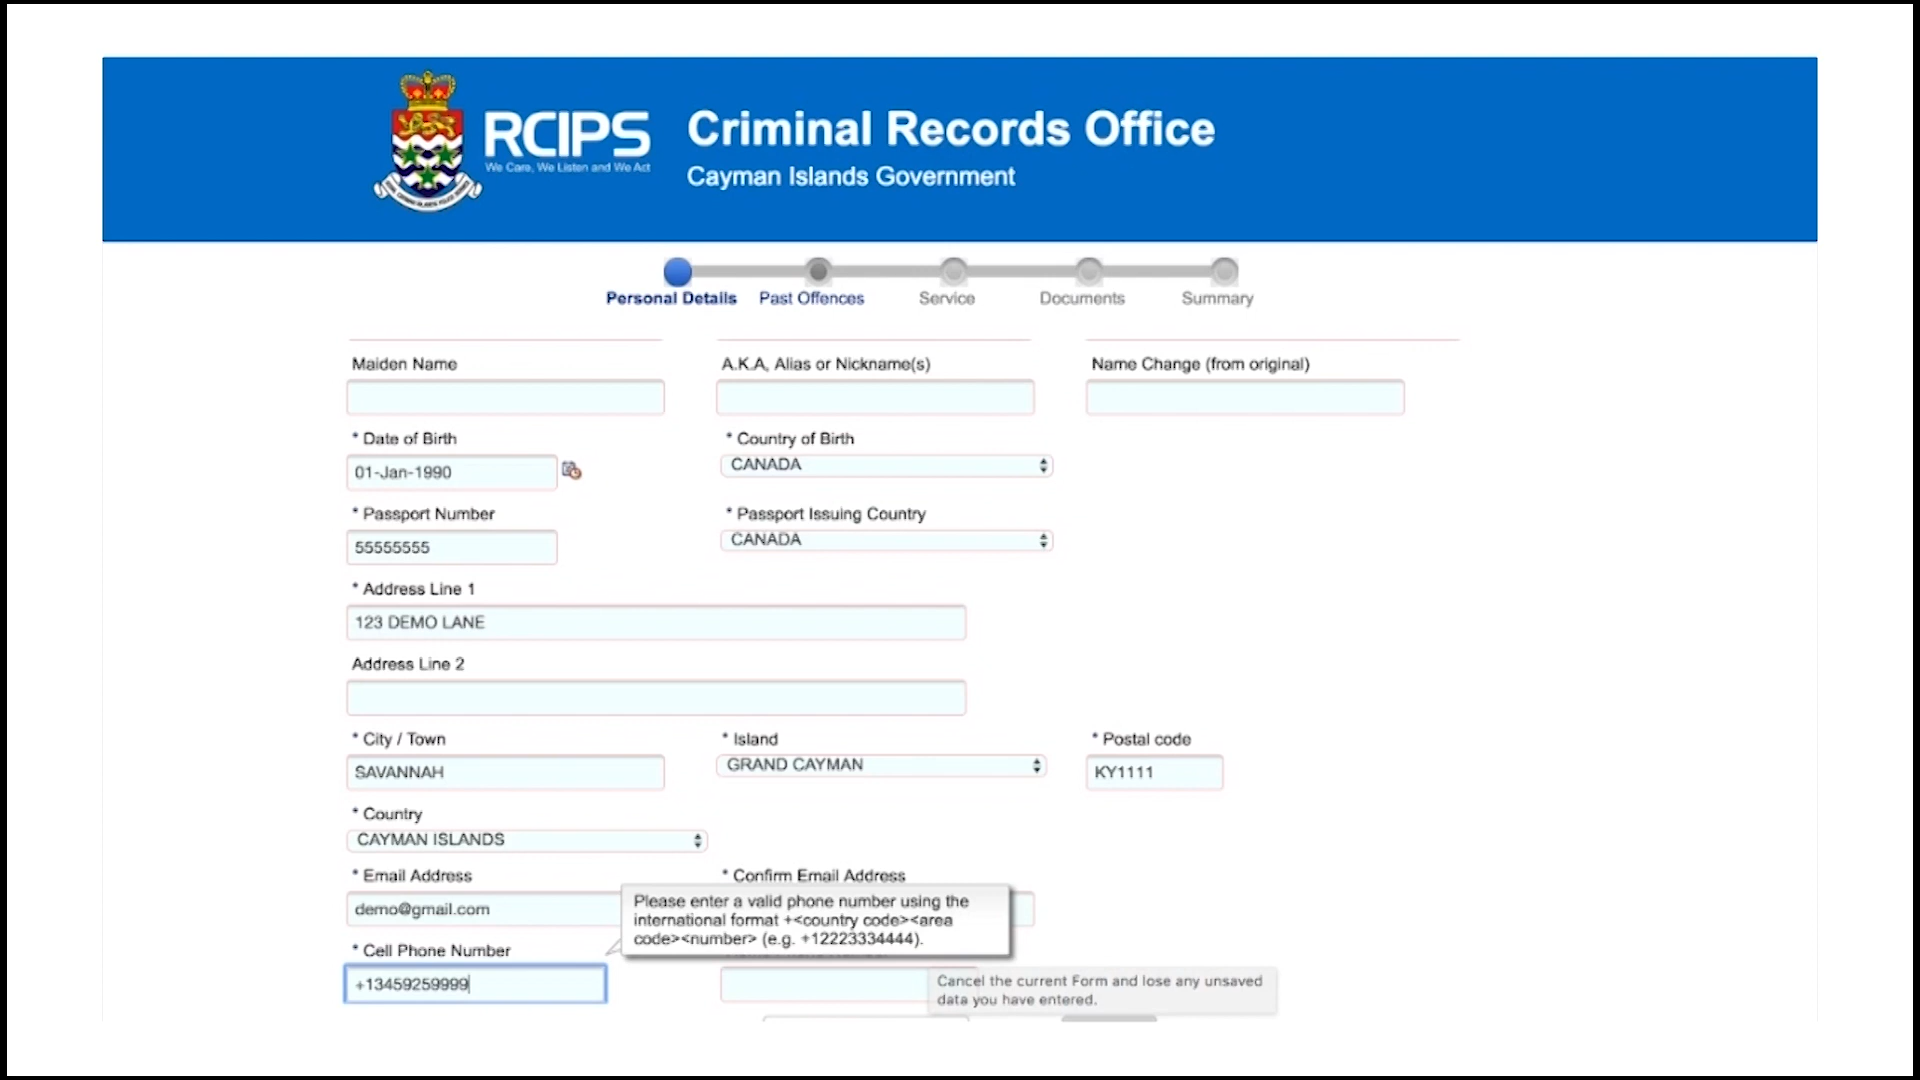 RCIPS
We Care, We Listen and We Act
Criminal Records Office
Cayman Islands Government
Personal Details
Past Offences
Service
Documents
Summary
Maiden Name
A.K.A, Alias or Nickname(s)
Name Change (from original)
* Date of Birth
* Country of Birth
01-Jan-1990
CANADA
* Passport Number
* Passport Issuing Country
55555555
CANADA
* Address Line 1
123 DEMO LANE
Address Line 2
* City / Town
* Island
* Postal code
SAVANNAH
GRAND CAYMAN
KY1111
* Country
CAYMAN ISLANDS
* Email Address
* Confirm Email Address
demo@gmail.com
Please enter a valid phone number using the
international format +<country code><area
code><number> (e.g. +12223334444).
* Cell Phone Number
+13459259999
Cancel the current Form and lose any unsaved
data you have entered.